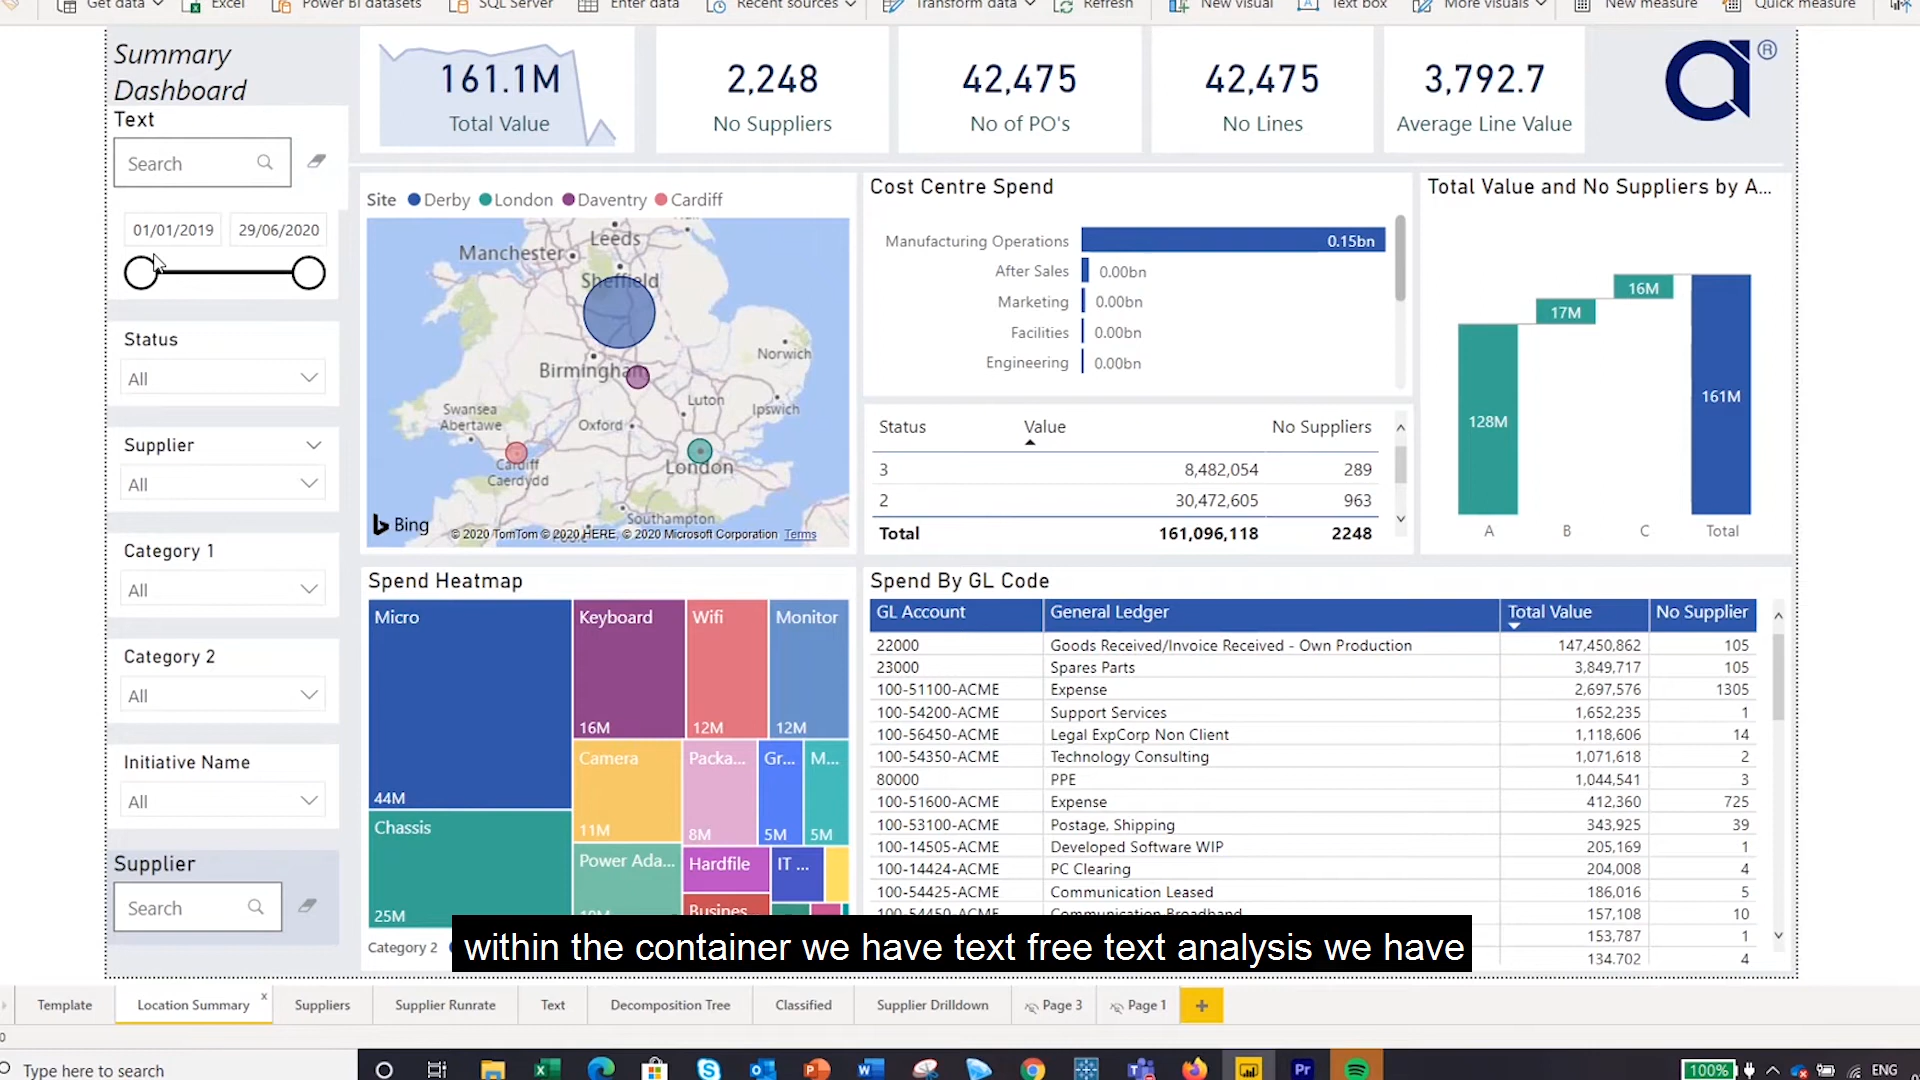 Get data
Excel
Power BI datasets
SQL Server
Enter data
Recent sources
Transform data
Refresh
New visual
Text box
More visuals
New measure
Quick measure
Summary
Dashboard
Text
Search
01/01/2019
29/06/2020
Status
All
Supplier
All
Category 1
All
Category 2
All
Initiative Name
All
Supplier
Search
161.1M
Total Value
2,248
No Suppliers
42,475
No of PO's
42,475
No Lines
3,792.7
Average Line Value
®
Site Derby London Daventry Cardiff
Leeds
Manchester
Sheffield
Norwich
Birmingham
Luton
Ipswich
Swansea
Abertawe
Oxford
London
Cardiff
Caerdydd
Southampton
Bing
© 2020 TomTom © 2020 HERE, © 2020 Microsoft Corporation Terms
Cost Centre Spend
Manufacturing Operations 0.15bn
After Sales 0.00bn
Marketing 0.00bn
Facilities 0.00bn
Engineering 0.00bn
Status Value No Suppliers
3 8,482,054 289
2 30,472,605 963
Total 161,096,118 2248
Total Value and No Suppliers by A...
16M
17M
161M
128M
A B C Total
Spend Heatmap
Micro
44M
Chassis
25M
Keyboard
16M
Wifi
12M
Monitor
12M
Camera
11M
Packa...
8M
Gr...
5M
M...
5M
Power Ada...
Hardfile
IT ...
Busines
Category 2
Spend By GL Code
GL Account General Ledger Total Value No Supplier
22000 Goods Received/Invoice Received - Own Production 147,450,862 105
23000 Spares Parts 3,849,717 105
100-51100-ACME Expense 2,697,576 1305
100-54200-ACME Support Services 1,652,235 1
100-56450-ACME Legal ExpCorp Non Client 1,118,606 14
100-54350-ACME Technology Consulting 1,071,618 2
80000 PPE 1,044,541 3
100-51600-ACME Expense 412,360 725
100-53100-ACME Postage, Shipping 343,925 39
100-14505-ACME Developed Software WIP 205,169 1
100-14424-ACME PC Clearing 204,008 4
100-54425-ACME Communication Leased 186,016 5
100-54450-ACME Communication Broadband 157,108 10
153,787 1
134,702 4
within the container we have text free text analysis we have
Template
Location Summary
x
Suppliers
Supplier Runrate
Text
Decomposition Tree
Classified
Supplier Drilldown
Page 3
Page 1
+
Type here to search
100%
ENG